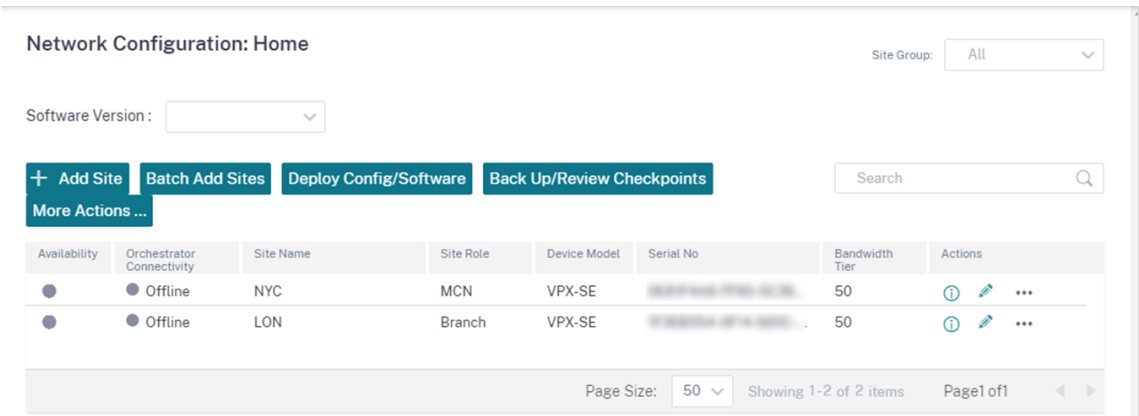 Network Configuration: Home
Site Group: All
Software Version :
+ Add Site Batch Add Sites Deploy Config/Software Back Up/Review Checkpoints Search
More Actions ...
Availability Orchestrator Connectivity Site Name Site Role Device Model Serial No Bandwidth Tier Actions
Offline NYC MCN VPX-SE 50
Offline LON Branch VPX-SE 50
Page Size: 50 Showing 1-2 of 2 items Page1 of1